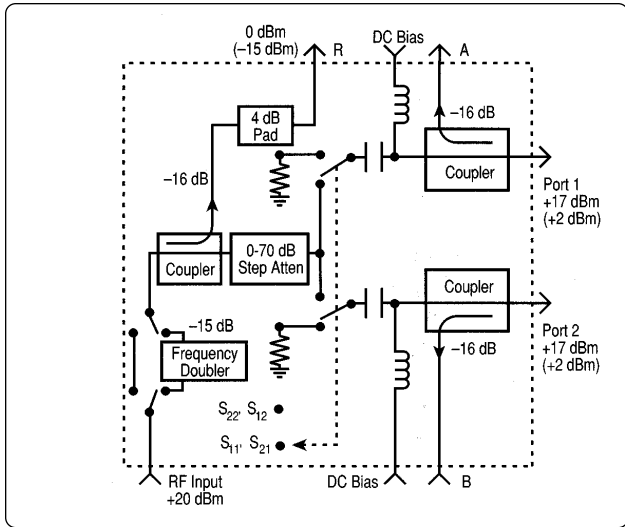 0 dBm
(–15 dBm)
R
DC Bias
A
4 dB
Pad
–16 dB
–16 dB
Coupler
Port 1
+17 dBm
(+2 dBm)
Coupler
0-70 dB
Step Atten
Coupler
–15 dB
Frequency
Doubler
–16 dB
Port 2
+17 dBm
(+2 dBm)
S22, S12
S11, S21
RF Input
+20 dBm
DC Bias
B